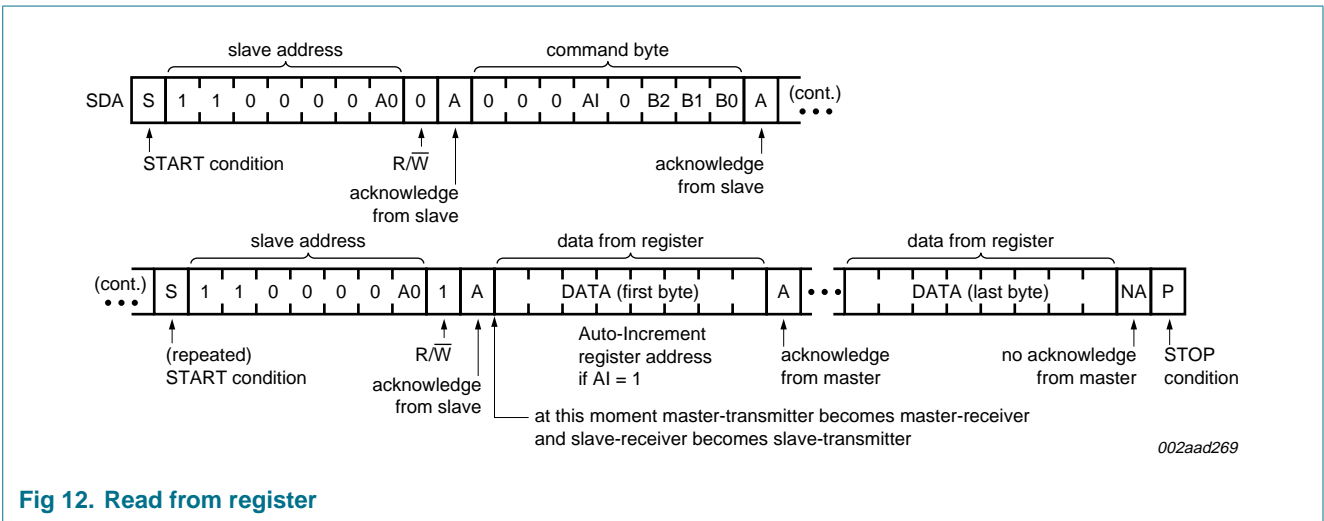 slave address command byte
SDA S 1 1 0 0 0 0 A0 0 A 0 0 0 AI 0 B2 B1 B0 A (cont.)
START condition R/W̅ acknowledge from slave acknowledge from slave
slave address data from register data from register
(cont.) S 1 1 0 0 0 0 A0 1 A DATA (first byte) A DATA (last byte) NA P
(repeated) START condition R/W̅ acknowledge from slave Auto-Increment register address if AI = 1 acknowledge from master no acknowledge from master STOP condition
at this moment master-transmitter becomes master-receiver
and slave-receiver becomes slave-transmitter
002aad269
Fig 12. Read from register